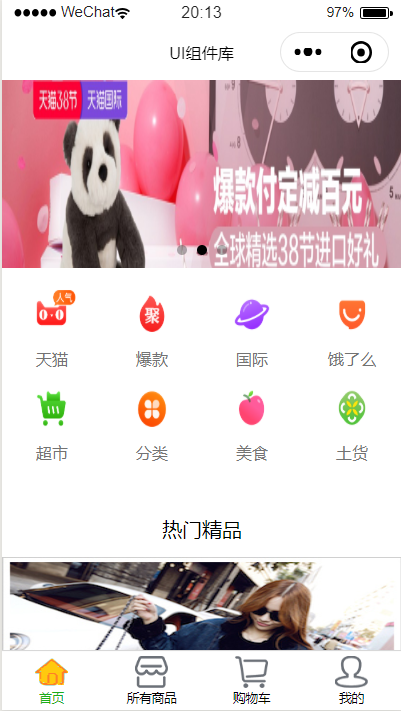 WeChat 20:13 97%
UI组件库
天猫38节 天猫国际
爆款付定减百元
全球精选38节进口好礼
人气
聚
天猫 爆款 国际 饿了么
超市 分类 美食 土货
热门精品
首页 所有商品 购物车 我的